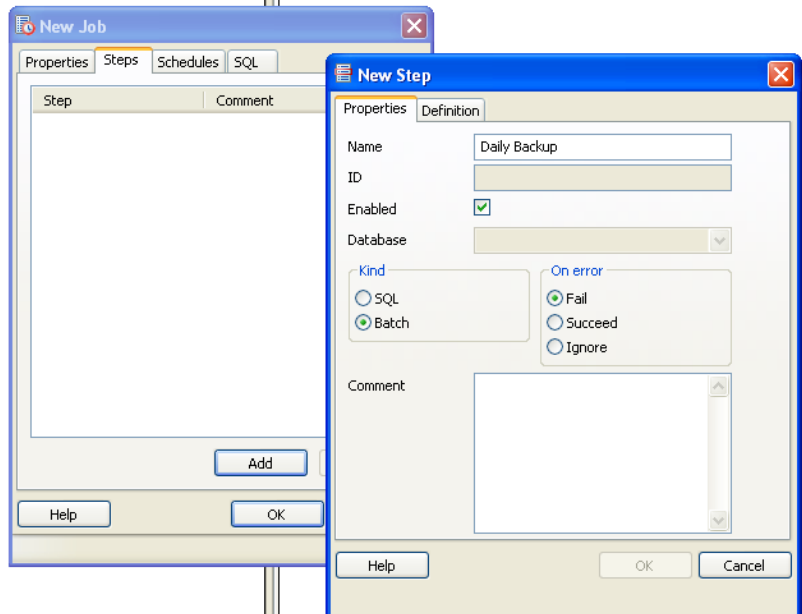 New Job
Properties Steps Schedules SQL
Step Comment
Add
Help OK
New Step
Properties Definition
Name Daily Backup
ID
Enabled
Database
Kind
SQL
Batch
On error
Fail
Succeed
Ignore
Comment
Help OK Cancel